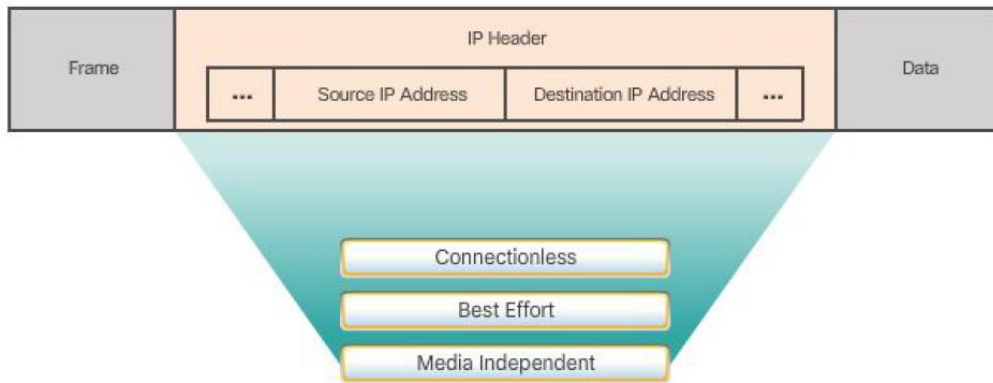 IP Header
Frame
Data
... Source IP Address Destination IP Address ...
Connectionless
Best Effort
Media Independent